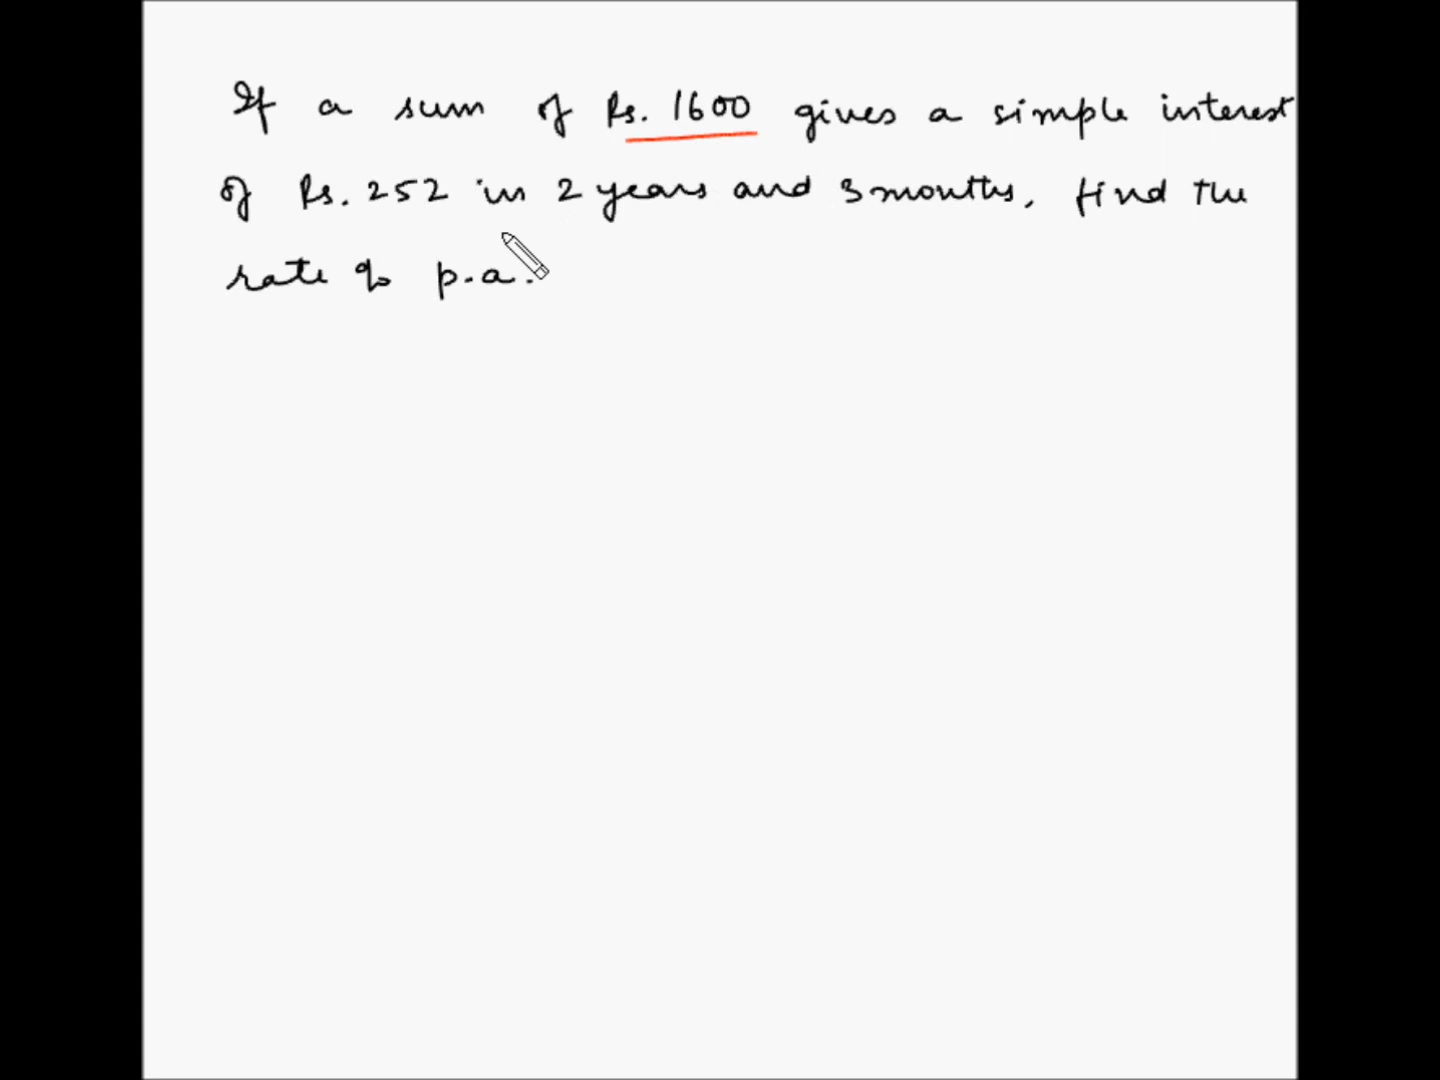 If a sum of Rs. 1600 gives a simple interest
of Rs. 252 in 2 years and 3 months, find the
rate % p.a.